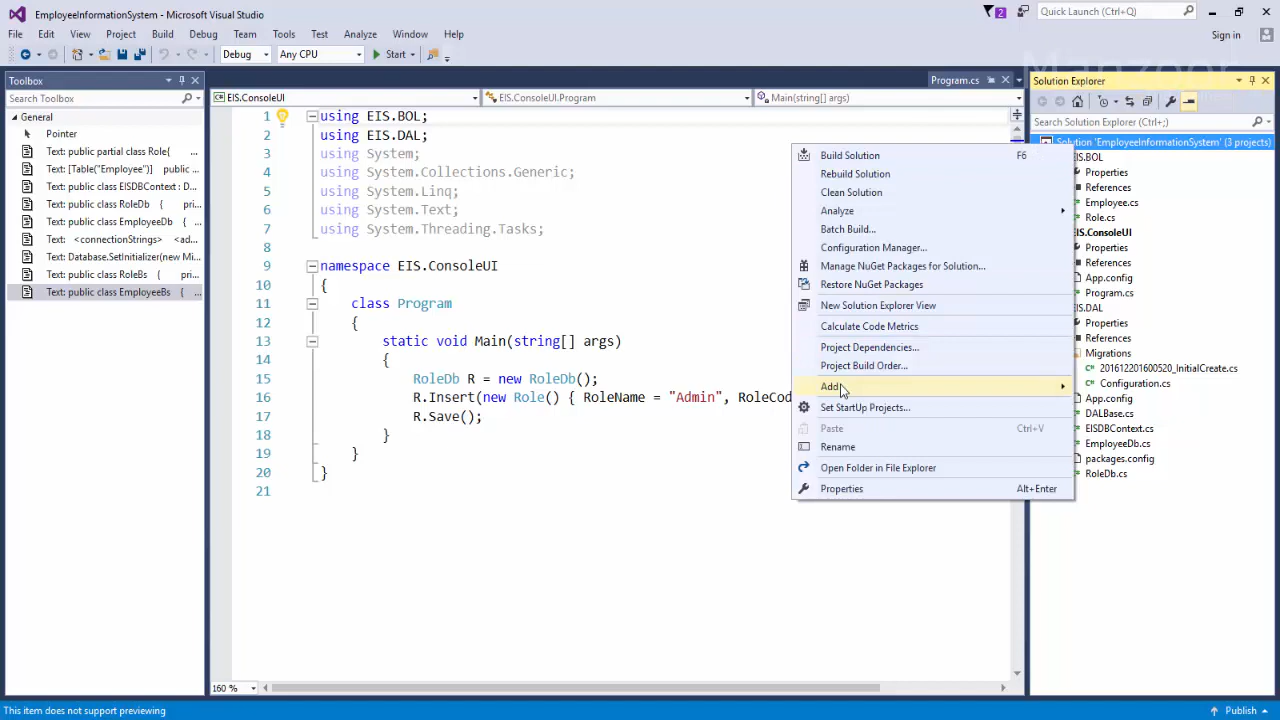 EmployeeInformationSystem - Microsoft Visual Studio
2
Quick Launch (Ctrl+Q)
File Edit View Project Build Debug Team Tools Test Analyze Window Help
Sign in
Debug
Any CPU
Start
Toolbox
Search Toolbox
General
Pointer
Text: public partial class Role{
Text: [Table("Employee")] public ...
Text: public class EISDBContext : D...
Text: public class RoleDb { pri...
Text: public class EmployeeDb { ...
Text: <connectionStrings> <ad...
Text: Database.SetInitializer(new Mi...
Text: public class RoleBs { pri...
Text: public class EmployeeBs { ...
Program.cs
EIS.ConsoleUI
EIS.ConsoleUI.Program
Main(string[] args)
1 using EIS.BOL;
2 using EIS.DAL;
3 using System;
4 using System.Collections.Generic;
5 using System.Linq;
6 using System.Text;
7 using System.Threading.Tasks;
8
9 namespace EIS.ConsoleUI
10 {
11 class Program
12 {
13 static void Main(string[] args)
14 {
15 RoleDb R = new RoleDb();
16 R.Insert(new Role() { RoleName = "Admin", RoleCod
17 R.Save();
18 }
19 }
20 }
21
160 %
Build Solution F6
Rebuild Solution
Clean Solution
Analyze
Batch Build...
Configuration Manager...
Manage NuGet Packages for Solution...
Restore NuGet Packages
New Solution Explorer View
Calculate Code Metrics
Project Dependencies...
Project Build Order...
Add
Set StartUp Projects...
Paste Ctrl+V
Rename
Open Folder in File Explorer
Properties Alt+Enter
Solution Explorer
Search Solution Explorer (Ctrl+;)
Solution 'EmployeeInformationSystem' (3 projects)
EIS.BOL
Properties
References
Employee.cs
Role.cs
EIS.ConsoleUI
Properties
References
App.config
Program.cs
EIS.DAL
Properties
References
Migrations
201612201600520_InitialCreate.cs
Configuration.cs
App.config
DALBase.cs
EISDBContext.cs
EmployeeDb.cs
packages.config
RoleDb.cs
This item does not support previewing
Publish